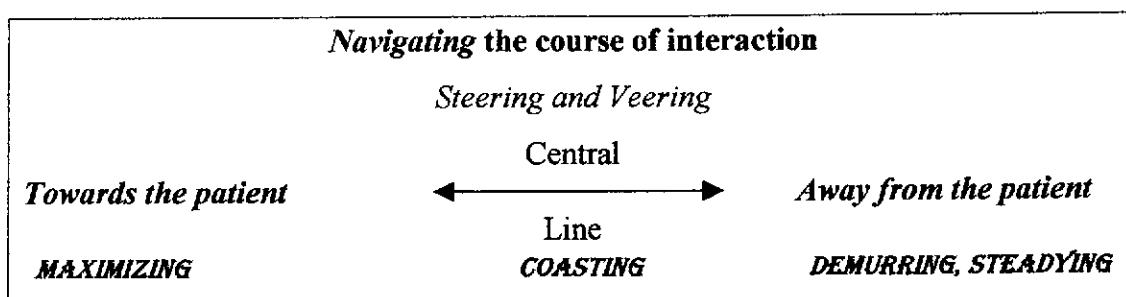 Navigating the course of interaction
Steering and Veering
Central
Towards the patient Away from the patient
Line
MAXIMIZING COASTING DEMURRING, STEADYING